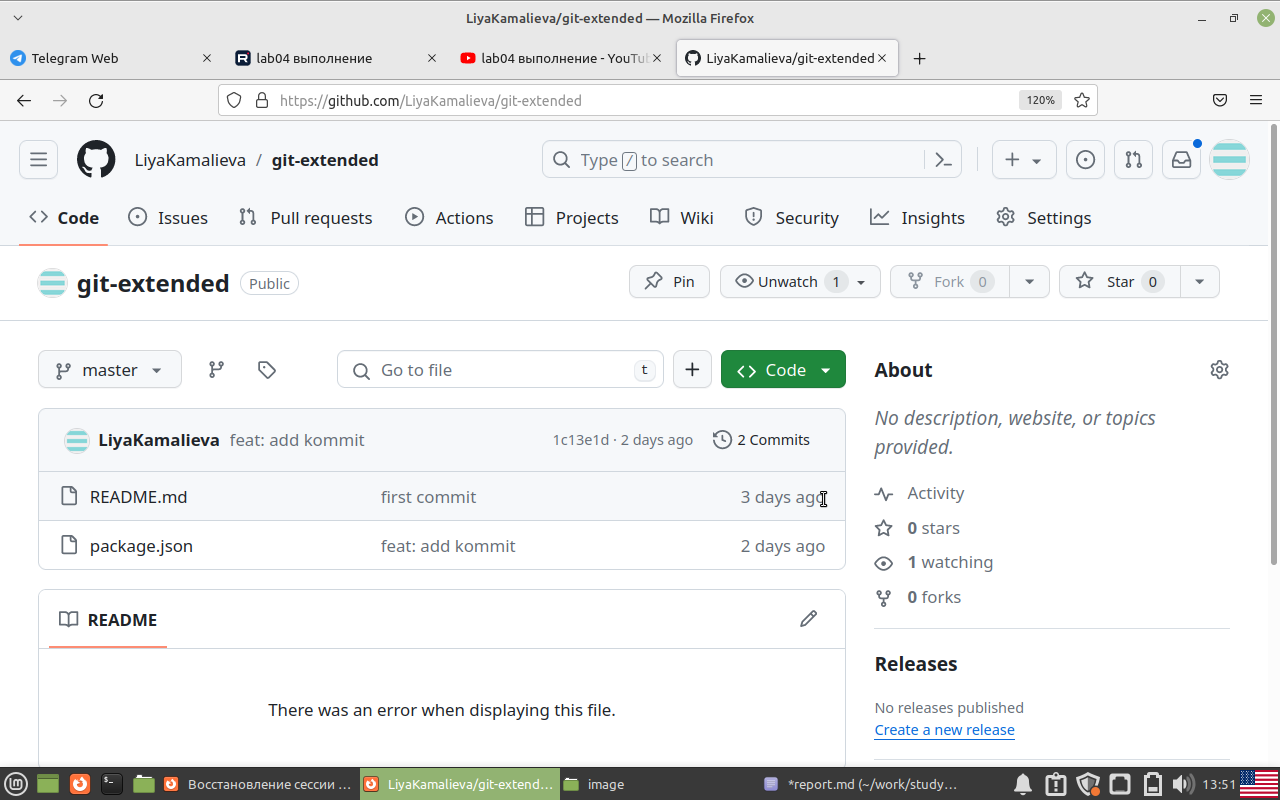 LiyaKamalieva/git-extended — Mozilla Firefox
Telegram Web
lab04 выполнение
lab04 выполнение - YouTu
LiyaKamalieva/git-extended
https://github.com/LiyaKamalieva/git-extended
120%
LiyaKamalieva / git-extended
Type / to search
Code
Issues
Pull requests
Actions
Projects
Wiki
Security
Insights
Settings
git-extended
Public
Pin
Unwatch 1
Fork 0
Star 0
master
Go to file
t
Code
LiyaKamalieva feat: add kommit
1c13e1d · 2 days ago
2 Commits
README.md first commit 3 days ago
package.json feat: add kommit 2 days ago
README
There was an error when displaying this file.
About
No description, website, or topics
provided.
Activity
0 stars
1 watching
0 forks
Releases
No releases published
Create a new release
Восстановление сессии ...
LiyaKamalieva/git-extend...
image
*report.md (~/work/study...
13:51